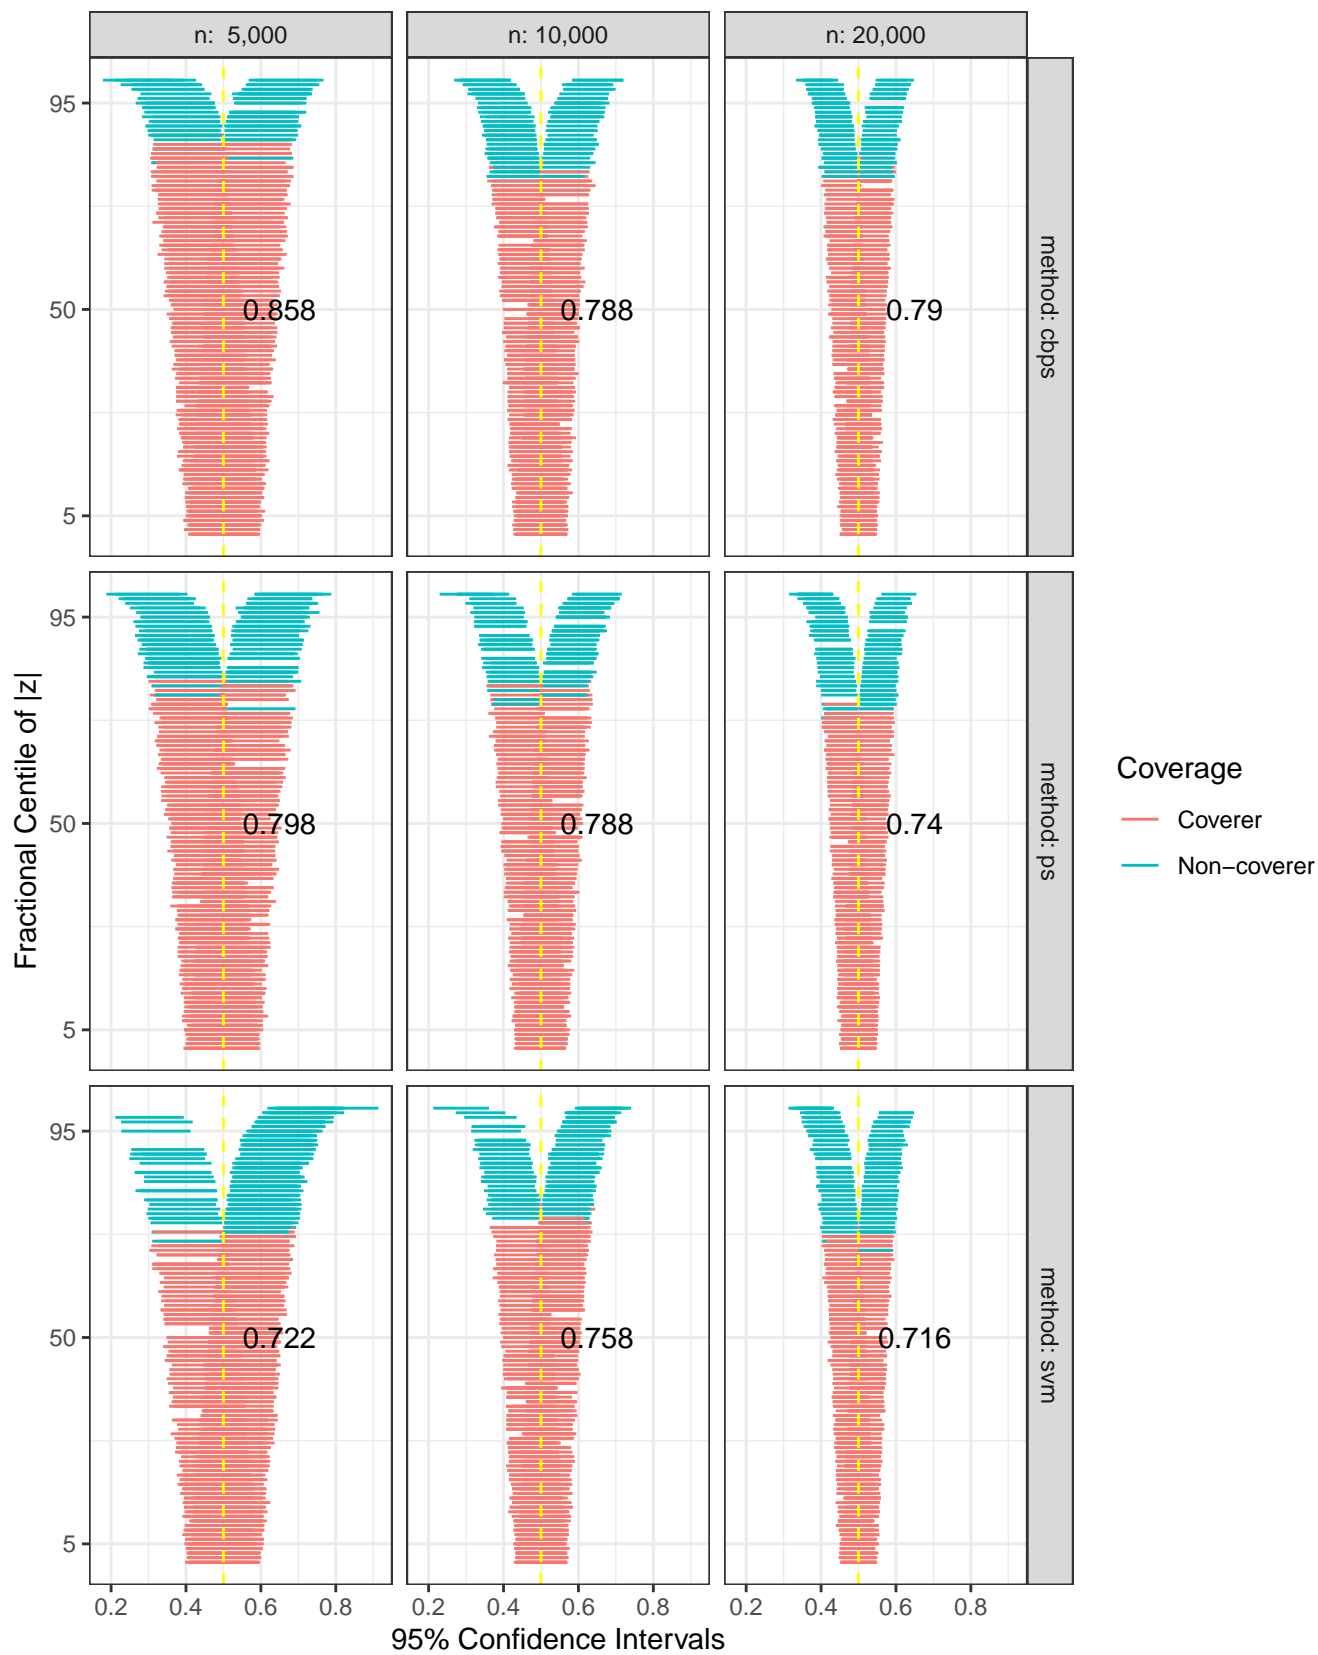 n: 5,000
n: 10,000
n: 20,000
95
50
5
0.858
0.788
0.79
method: cbps
95
50
5
0.798
0.788
0.74
method: ps
95
50
5
0.722
0.758
0.716
method: svm
Fractional Centile of |z|
0.2 0.4 0.6 0.8
0.2 0.4 0.6 0.8
0.2 0.4 0.6 0.8
95% Confidence Intervals
Coverage
Coverer
Non−coverer